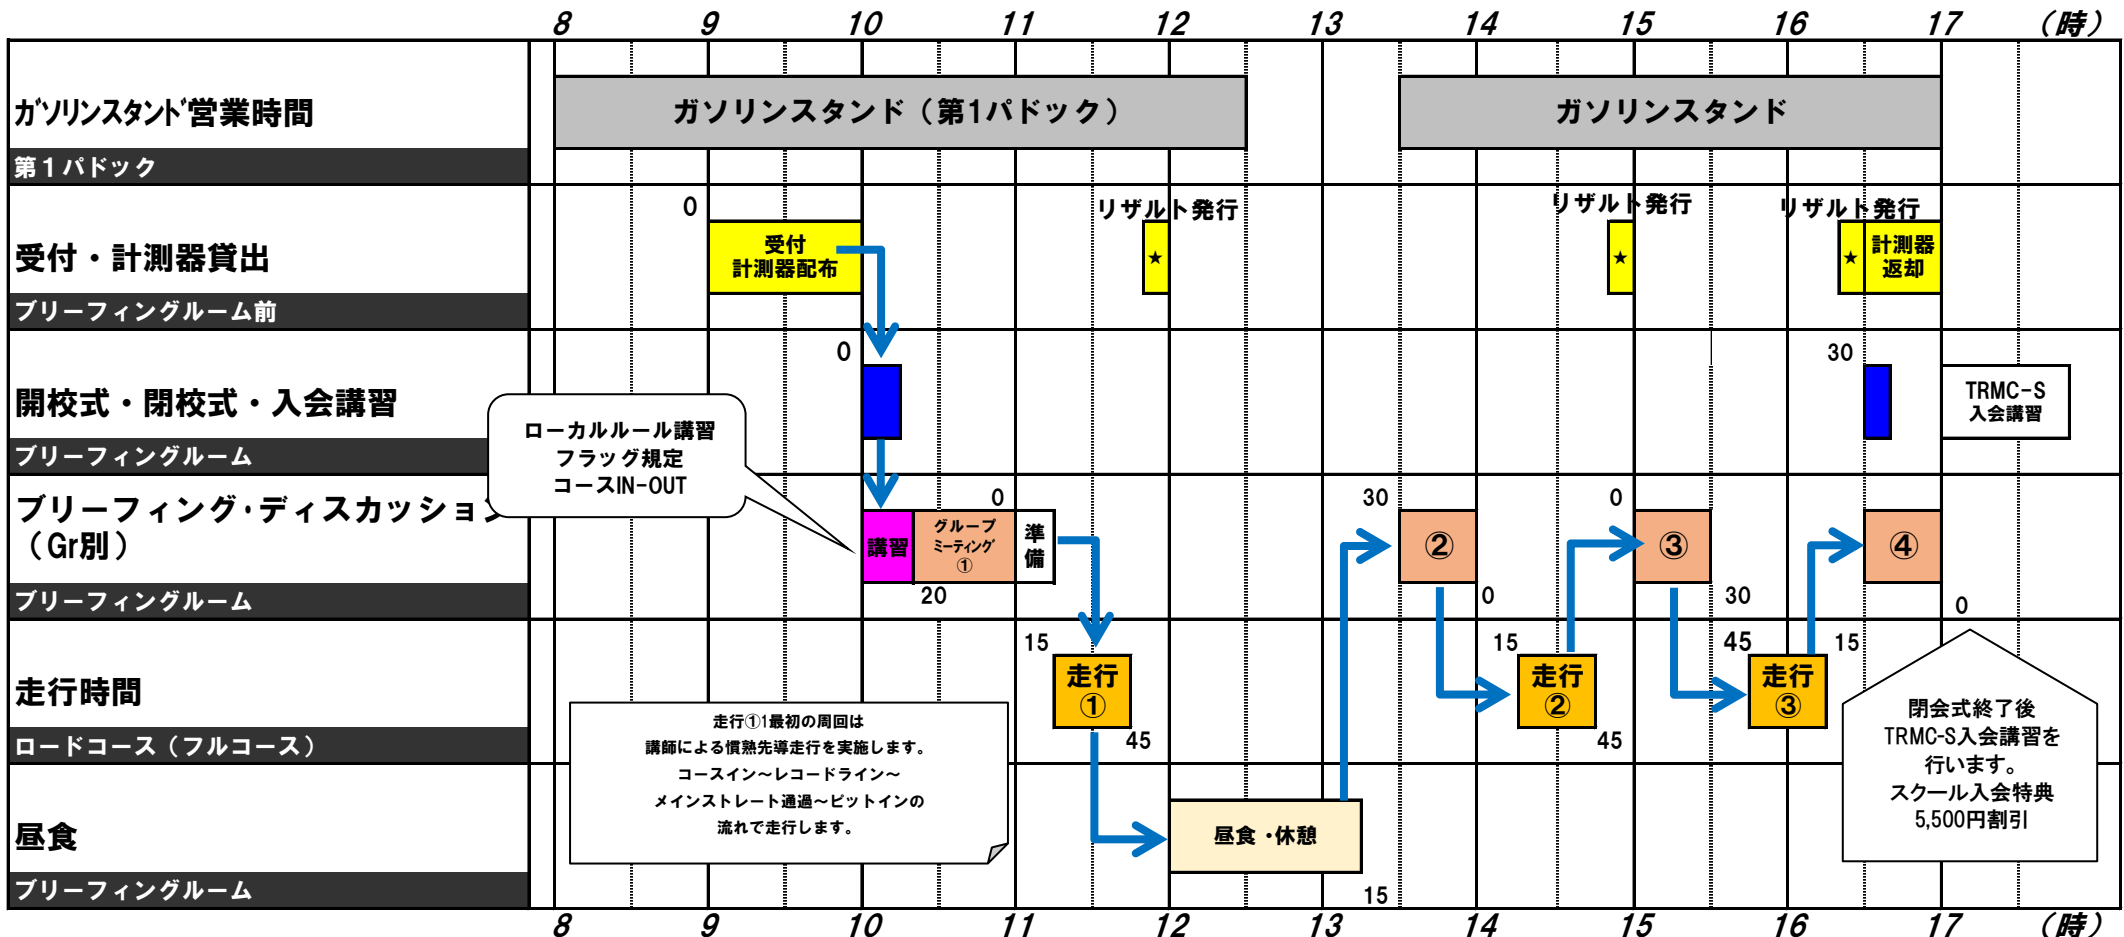 8 9 10 11 12 13 14 15 16 17 （時）
ガソリンスタンド営業時間
ガソリンスタンド（第1パドック）
ガソリンスタンド
第１パドック
0
リザルト発行
リザルト発行
リザルト発行
受付・計測器貸出
受付
計測器配布
★
★
★
計測器
返却
ブリーフィングルーム前
0
30
開校式・閉校式・入会講習
TRMC-S
入会講習
ブリーフィングルーム
ローカルルール講習
フラッグ規定
コースIN-OUT
ブリーフィング・ディスカッション
（Gr別）
0
30
0
講習
グループ
ミーティング
①
準
備
②
③
④
ブリーフィングルーム
20
0
30
0
15
15
45
15
走行時間
走行
①
走行
②
走行
③
ロードコース（フルコース）
45
45
走行①1最初の周回は
講師による慣熟先導走行を実施します。
コースイン～レコードライン～
メインストレート通過～ピットインの
流れで走行します。
閉会式終了後
TRMC-S入会講習を
行います。
スクール入会特典
5,500円割引
昼食
昼食・休憩
ブリーフィングルーム
15
8 9 10 11 12 13 14 15 16 17 （時）